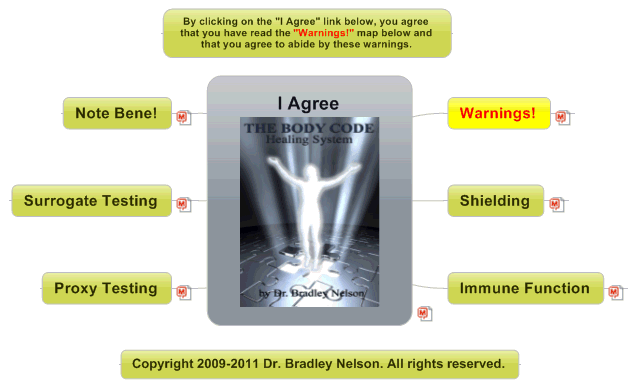 By clicking on the "I Agree" link below, you agree
that you have read the "Warnings!" map below and
that you agree to abide by these warnings.
I Agree
Note Bene!
THE BODY CODE
Healing System
Warnings!
Surrogate Testing
Shielding
Proxy Testing
by Dr. Bradley Nelson
Immune Function
Copyright 2009-2011 Dr. Bradley Nelson. All rights reserved.